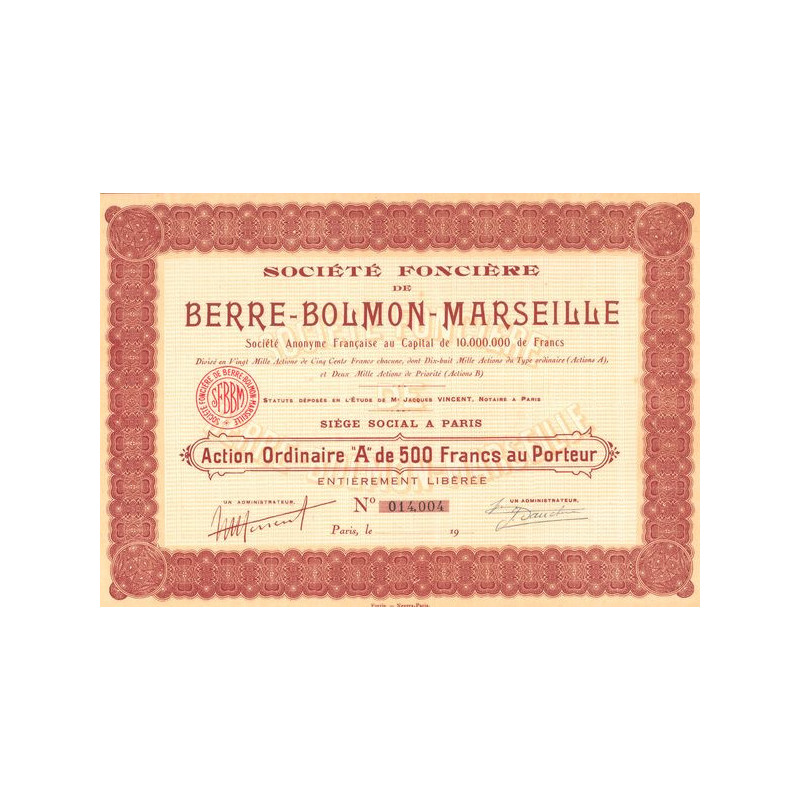 SOCIÉTÉ FONCIÈRE
DE
BERRE-BOLMON-MARSEILLE
Société Anonyme Française au Capital de 10.000.000 de Francs
Divisé en Vingt Mille Actions de Cinq Cents Francs chacune, dont Dix-huit Mille Actions du Type ordinaire (Actions A),
et Deux Mille Actions de Priorité (Actions B)
SOCIÉTÉ FONCIÈRE DE BERRE-BOLMON-MARSEILLE
SFBBM
STATUTS DÉPOSÉS EN L'ÉTUDE DE Me JACQUES VINCENT, NOTAIRE A PARIS
SIÈGE SOCIAL A PARIS
Action Ordinaire "A" de 500 Francs au Porteur
ENTIÈREMENT LIBÉRÉE
UN ADMINISTRATEUR,
No 014.004
UN ADMINISTRATEUR,
Paris, le 19